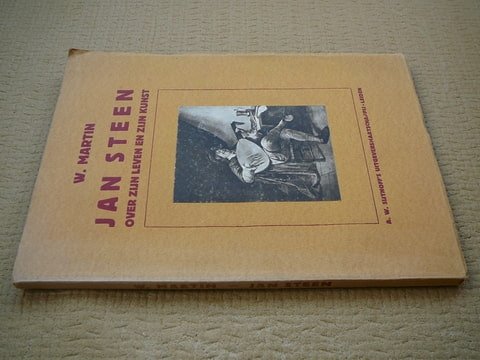 W. MARTIN
JAN STEEN
OVER ZIJN LEVEN EN ZIJN KUNST
A. W. SIJTHOFF'S UITGEVERSMAATSCHAPPIJ-LEIDEN
W. MARTIN JAN STEEN